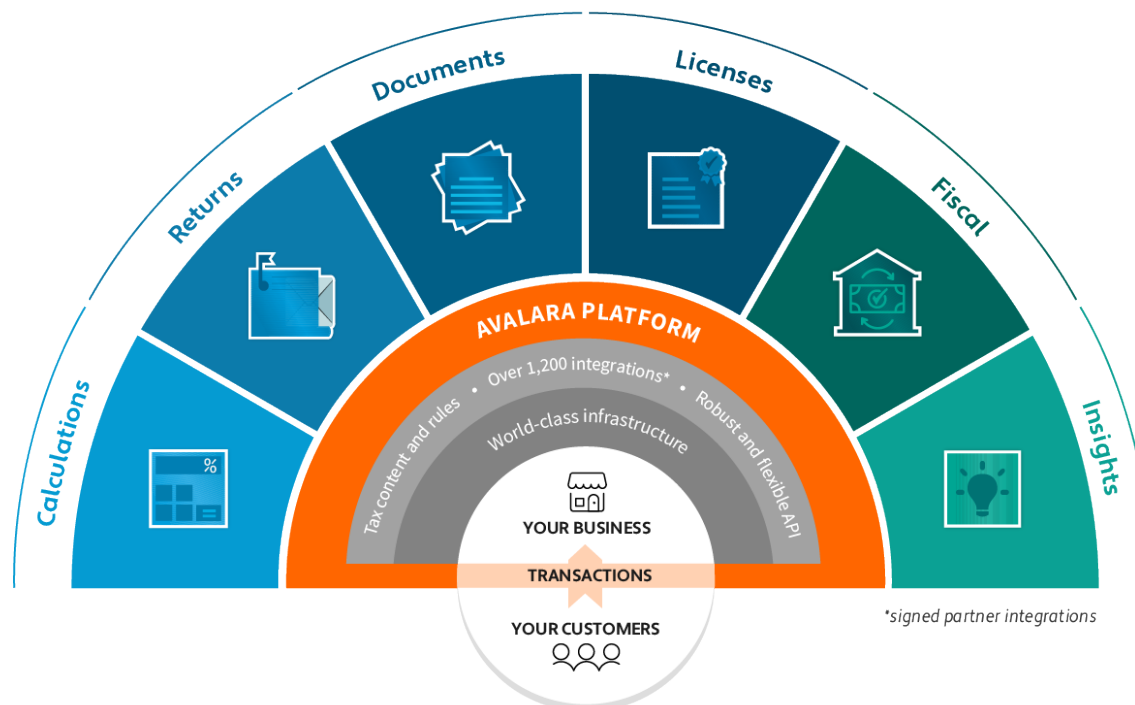 Calculations
Returns
Documents
Licenses
Fiscal
Insights
%
AVALARA PLATFORM
Tax content and rules • Over 1,200 integrations* • Robust and flexible API
World-class infrastructure
YOUR BUSINESS
TRANSACTIONS
YOUR CUSTOMERS
*signed partner integrations